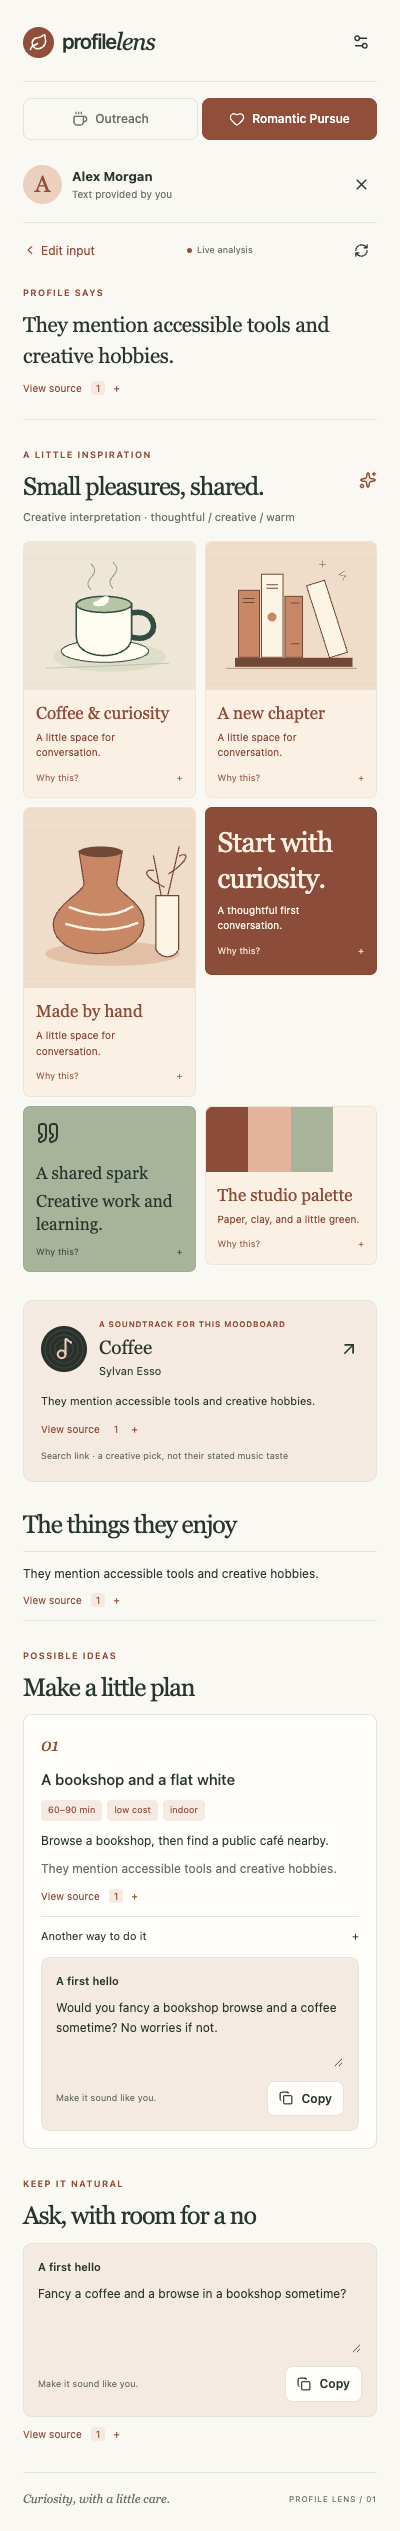 profilelens
Outreach
Romantic Pursue
A
Alex Morgan
Text provided by you
Edit input
Live analysis
PROFILE SAYS
They mention accessible tools and
creative hobbies.
View source 1 +
A LITTLE INSPIRATION
Small pleasures, shared.
Creative interpretation · thoughtful / creative / warm
Coffee & curiosity
A little space for
conversation.
Why this? +
A new chapter
A little space for
conversation.
Why this? +
Made by hand
A little space for
conversation.
Why this? +
Start with
curiosity.
A thoughtful first
conversation.
Why this? +
A shared spark
Creative work and
learning.
Why this? +
The studio palette
Paper, clay, and a little green.
Why this? +
A SOUNDTRACK FOR THIS MOODBOARD
Coffee
Sylvan Esso
They mention accessible tools and creative hobbies.
View source 1 +
Search link · a creative pick, not their stated music taste
The things they enjoy
They mention accessible tools and creative hobbies.
View source 1 +
POSSIBLE IDEAS
Make a little plan
01
A bookshop and a flat white
60–90 min
low cost
indoor
Browse a bookshop, then find a public café nearby.
They mention accessible tools and creative hobbies.
View source 1 +
Another way to do it +
A first hello
Would you fancy a bookshop browse and a coffee
sometime? No worries if not.
Make it sound like you.
Copy
KEEP IT NATURAL
Ask, with room for a no
A first hello
Fancy a coffee and a browse in a bookshop sometime?
Make it sound like you.
Copy
View source 1 +
Curiosity, with a little care.
PROFILE LENS / 01